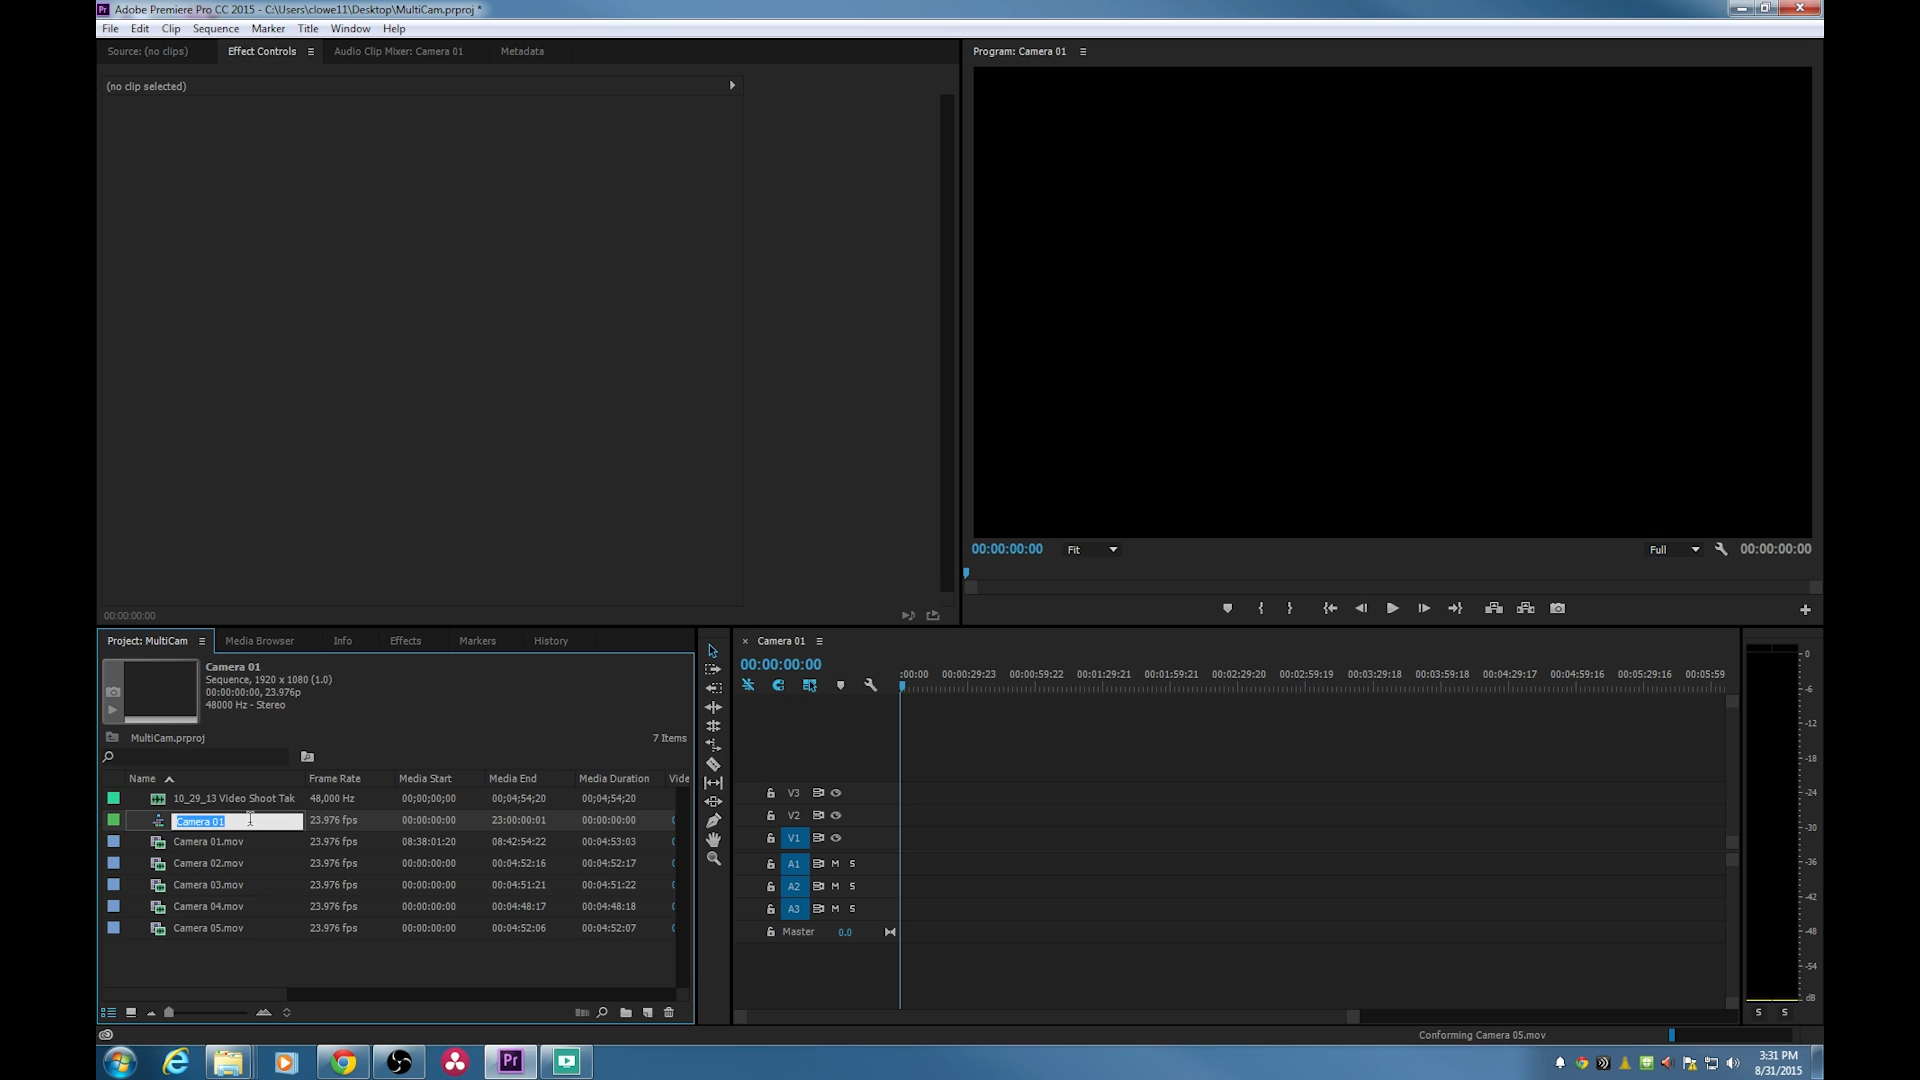 Pr Adobe Premiere Pro CC 2015 - C:\Users\clowe11\Desktop\MultiCam.prproj *
File Edit Clip Sequence Marker Title Window Help
Source: (no clips) Effect Controls Audio Clip Mixer: Camera 01 Metadata
(no clip selected)
00:00:00:00
Program: Camera 01
00:00:00:00 Fit Full 00:00:00:00
Project: MultiCam Media Browser Info Effects Markers History
Camera 01
Sequence, 1920 x 1080 (1.0)
00:00:00:00, 23.976p
48000 Hz - Stereo
MultiCam.prproj 7 Items
Name Frame Rate Media Start Media End Media Duration Vide
10_29_13 Video Shoot Tak 48,000 Hz 00;00;00;00 00;04;54;20 00;04;54;20
Camera 01 23.976 fps 00:00:00:00 23:00:00:01 00:00:00:00
Camera 01.mov 23.976 fps 08:38:01:20 08:42:54:22 00:04:53:03
Camera 02.mov 23.976 fps 00:00:00:00 00:04:52:16 00:04:52:17
Camera 03.mov 23.976 fps 00:00:00:00 00:04:51:21 00:04:51:22
Camera 04.mov 23.976 fps 00:00:00:00 00:04:48:17 00:04:48:18
Camera 05.mov 23.976 fps 00:00:00:00 00:04:52:06 00:04:52:07
Camera 01
00:00:00:00
:00:00 00:00:29:23 00:00:59:22 00:01:29:21 00:01:59:21 00:02:29:20 00:02:59:19 00:03:29:18 00:03:59:18 00:04:29:17 00:04:59:16 00:05:29:16 00:05:59
V3
V2
V1
A1 M S
A2 M S
A3 M S
Master 0.0
0
-6
-12
-18
-24
-30
-36
-42
-48
-54
dB
S S
Conforming Camera 05.mov
Pr
3:31 PM
8/31/2015